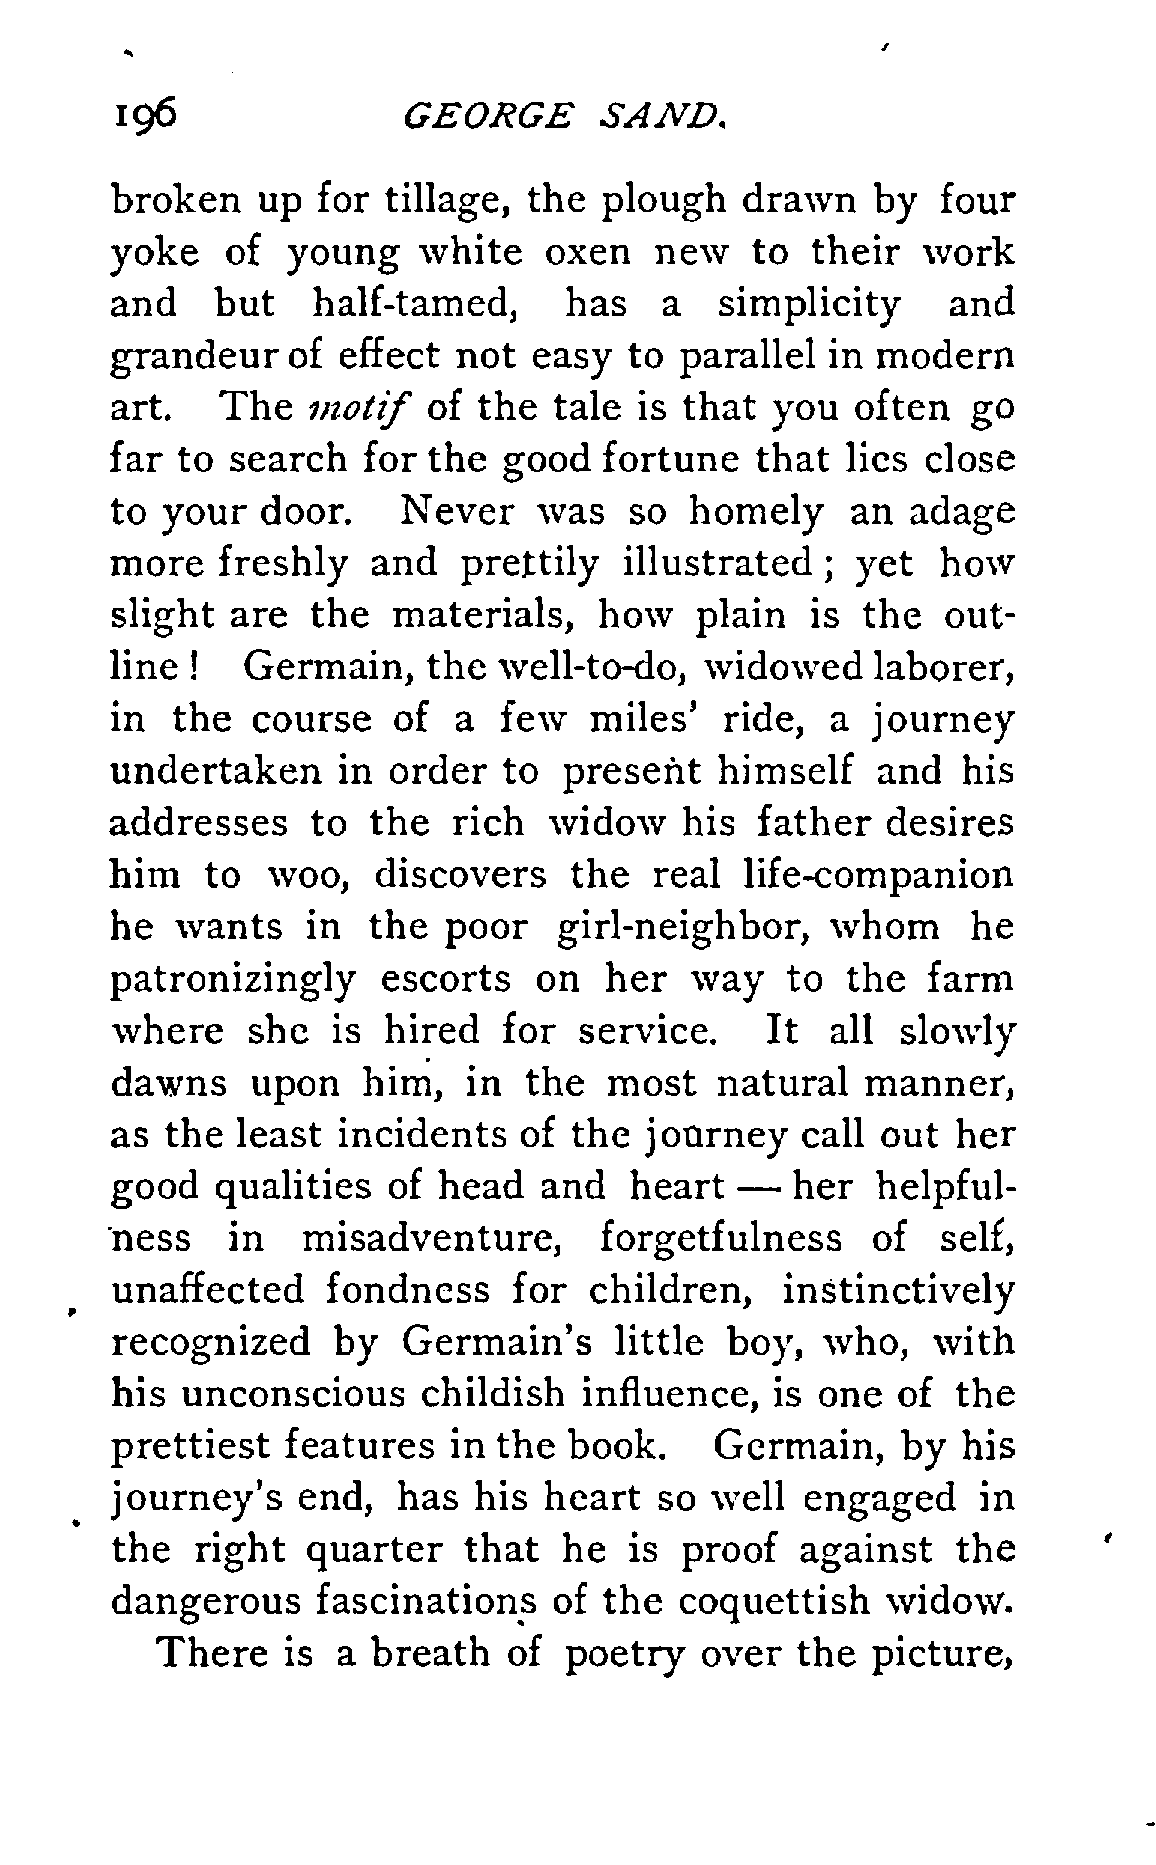 196 GEORGE SAND.
broken up for tillage, the plough drawn by four
yoke of young white oxen new to their work
and but half-tamed, has a simplicity and
grandeur of effect not easy to parallel in modern
art. The motif of the tale is that you often go
far to search for the good fortune that lies close
to your door. Never was so homely an adage
more freshly and prettily illustrated ; yet how
slight are the materials, how plain is the out-
line ! Germain, the well-to-do, widowed laborer,
in the course of a few miles' ride, a journey
undertaken in order to present himself and his
addresses to the rich widow his father desires
him to woo, discovers the real life-companion
he wants in the poor girl-neighbor, whom he
patronizingly escorts on her way to the farm
where she is hired for service. It all slowly
dawns upon him, in the most natural manner,
as the least incidents of the journey call out her
good qualities of head and heart — her helpful-
ness in misadventure, forgetfulness of self,
unaffected fondness for children, instinctively
recognized by Germain's little boy, who, with
his unconscious childish influence, is one of the
prettiest features in the book. Germain, by his
journey's end, has his heart so well engaged in
the right quarter that he is proof against the
dangerous fascinations of the coquettish widow.
There is a breath of poetry over the picture,